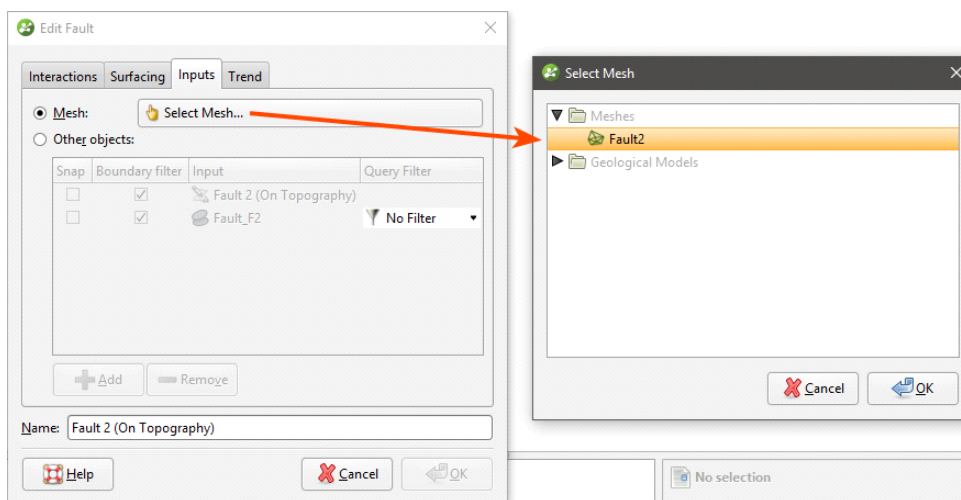 Edit Fault
Interactions Surfacing Inputs Trend
Mesh: Select Mesh...
Other objects:
Snap Boundary filter Input Query Filter
Fault 2 (On Topography)
Fault_F2 No Filter
Add Remove
Name: Fault 2 (On Topography)
Help Cancel OK
Select Mesh
Meshes
Fault2
Geological Models
Cancel OK
No selection